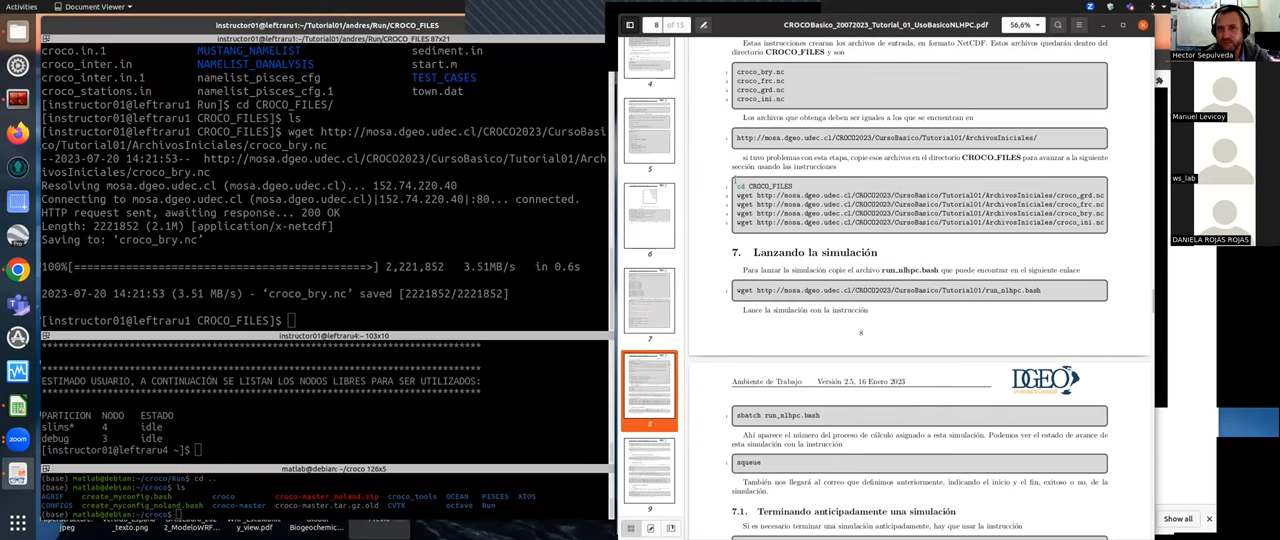 Activities
Document Viewer
instructor01@leftraru1:~/Tutorial01/andres/Run/CROCO_FILES
instructor01@leftraru1:~/Tutorial01/andres/Run/CROCO_FILES 87x21
croco.in.1 MUSTANG_NAMELIST sediment.in
croco_inter.in NAMELIST_OANALYSIS start.m
croco_inter.in.1 namelist_pisces_cfg TEST_CASES
croco_stations.in namelist_pisces_cfg.1 town.dat
[instructor01@leftraru1 Run]$ cd CROCO_FILES/
[instructor01@leftraru1 CROCO_FILES]$ ls
[instructor01@leftraru1 CROCO_FILES]$ wget http://mosa.dgeo.udec.cl/CROCO2023/CursoBasi
co/Tutorial01/ArchivosIniciales/croco_bry.nc
--2023-07-20 14:21:53-- http://mosa.dgeo.udec.cl/CROCO2023/CursoBasico/Tutorial01/Arch
ivosIniciales/croco_bry.nc
Resolving mosa.dgeo.udec.cl (mosa.dgeo.udec.cl)... 152.74.220.40
Connecting to mosa.dgeo.udec.cl (mosa.dgeo.udec.cl)|152.74.220.40|:80... connected.
HTTP request sent, awaiting response... 200 OK
Length: 2221852 (2.1M) [application/x-netcdf]
Saving to: ‘croco_bry.nc’
100%[======================================>] 2,221,852 3.51MB/s in 0.6s
2023-07-20 14:21:53 (3.51 MB/s) - ‘croco_bry.nc’ saved [2221852/2221852]
[instructor01@leftraru1 CROCO_FILES]$
instructor01@leftraru4:~ 103x10
ESTIMADO USUARIO, A CONTINUACIÓN SE LISTAN LOS NODOS LIBRES PARA SER UTILIZADOS:
PARTICION NODO ESTADO
slims* 4 idle
debug 3 idle
[instructor01@leftraru4 ~]$
matlab@debian: ~/croco 126x5
(base) matlab@debian:~/croco/Run$ cd ..
(base) matlab@debian:~/croco$ ls
AGRIF create_myconfig.bash croco croco-master_noland.zip croco_tools OCEAN PISCES XIOS
CONFIGS create_myconfig_noland.bash croco-master croco-master.tar.gz.old CVTK octave Run
(base) matlab@debian:~/croco$
jpeg
_texto.png
2_ModeloWRF_...
y_view.pdf
Biogeochemic...
8 of 15
CROCOBasico_20072023_Tutorial_01_UsoBasicoNLHPC.pdf
56,6%
4
5
6
7
8
9
Estas instrucciones crearan los archivos de entrada, en formato NetCDF. Estos archivos quedarán dentro del
directorio CROCO_FILES y son
croco_bry.nc
croco_frc.nc
croco_grd.nc
croco_ini.nc
Los archivos que obtenga deben ser iguales a los que se encuentran en
http://mosa.dgeo.udec.cl/CROCO2023/CursoBasico/Tutorial01/ArchivosIniciales/
si tuvo problemas con esta etapa, copie esos archivos en el directorio CROCO_FILES para avanzar a la siguiente
sección usando las instrucciones
cd CROCO_FILES
wget http://mosa.dgeo.udec.cl/CROCO2023/CursoBasico/Tutorial01/ArchivosIniciales/croco_grd.nc
wget http://mosa.dgeo.udec.cl/CROCO2023/CursoBasico/Tutorial01/ArchivosIniciales/croco_frc.nc
wget http://mosa.dgeo.udec.cl/CROCO2023/CursoBasico/Tutorial01/ArchivosIniciales/croco_bry.nc
wget http://mosa.dgeo.udec.cl/CROCO2023/CursoBasico/Tutorial01/ArchivosIniciales/croco_ini.nc
7. Lanzando la simulación
Para lanzar la simulación copie el archivo run_nlhpc.bash que puede encontrar en el siguiente enlace
wget http://mosa.dgeo.udec.cl/CROCO2023/CursoBasico/Tutorial01/run_nlhpc.bash
Lance la simulación con la instrucción
8
Ambiente de Trabajo Versión 2.5, 16 Enero 2023
DGEO
sbatch run_nlhpc.bash
Ahí aparece el número del proceso de cálculo asignado a esta simulación. Podemos ver el estado de avance de
esta simulación con la instrucción
squeue
También nos llegará al correo que definimos anteriormente, indicando el inicio y el fin, exitoso o no, de la
simulación.
7.1. Terminando anticipadamente una simulación
Si es necesario terminar una simulación anticipadamente, hay que usar la instrucción
Hector Sepulveda
Manuel Levicoy
ws_lab
DANIELA ROJAS ROJAS
Show all